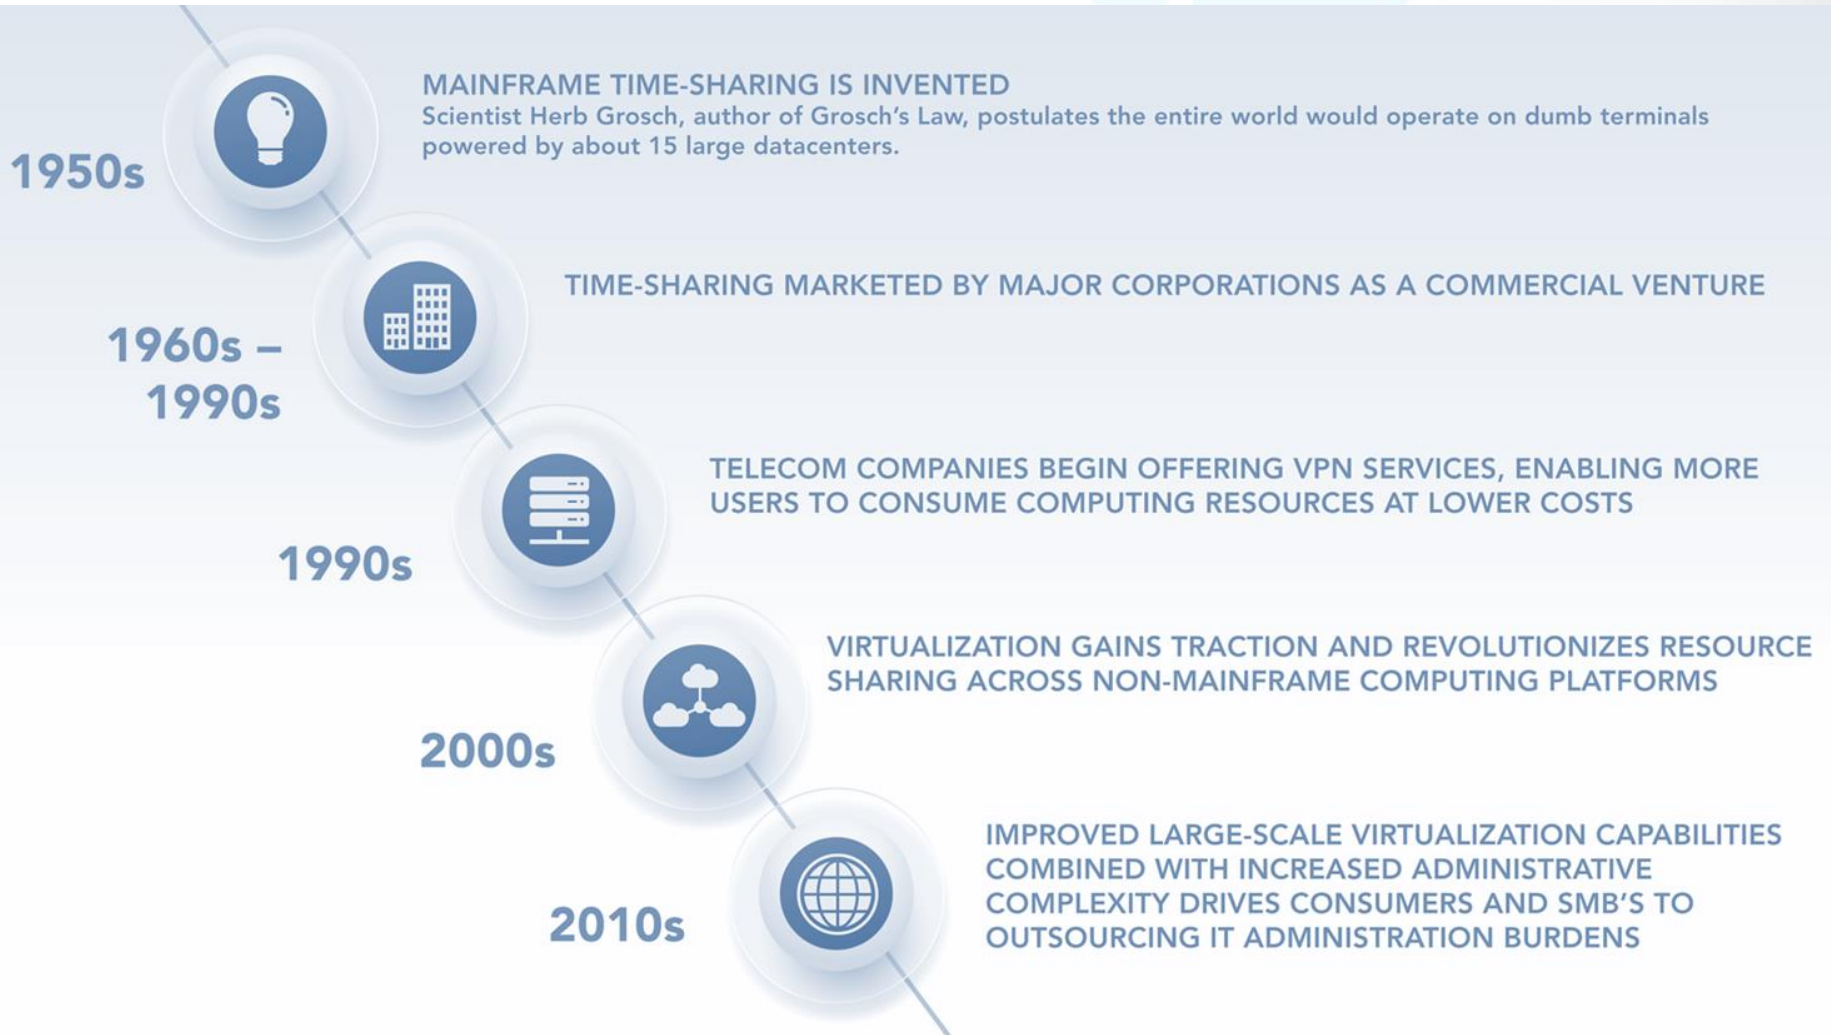 MAINFRAME TIME-SHARING IS INVENTED
Scientist Herb Grosch, author of Grosch's Law, postulates the entire world would operate on dumb terminals
powered by about 15 large datacenters.
1950s
TIME-SHARING MARKETED BY MAJOR CORPORATIONS AS A COMMERCIAL VENTURE
1960s –
1990s
TELECOM COMPANIES BEGIN OFFERING VPN SERVICES, ENABLING MORE
USERS TO CONSUME COMPUTING RESOURCES AT LOWER COSTS
1990s
VIRTUALIZATION GAINS TRACTION AND REVOLUTIONIZES RESOURCE
SHARING ACROSS NON-MAINFRAME COMPUTING PLATFORMS
2000s
IMPROVED LARGE-SCALE VIRTUALIZATION CAPABILITIES
COMBINED WITH INCREASED ADMINISTRATIVE
COMPLEXITY DRIVES CONSUMERS AND SMB'S TO
OUTSOURCING IT ADMINISTRATION BURDENS
2010s